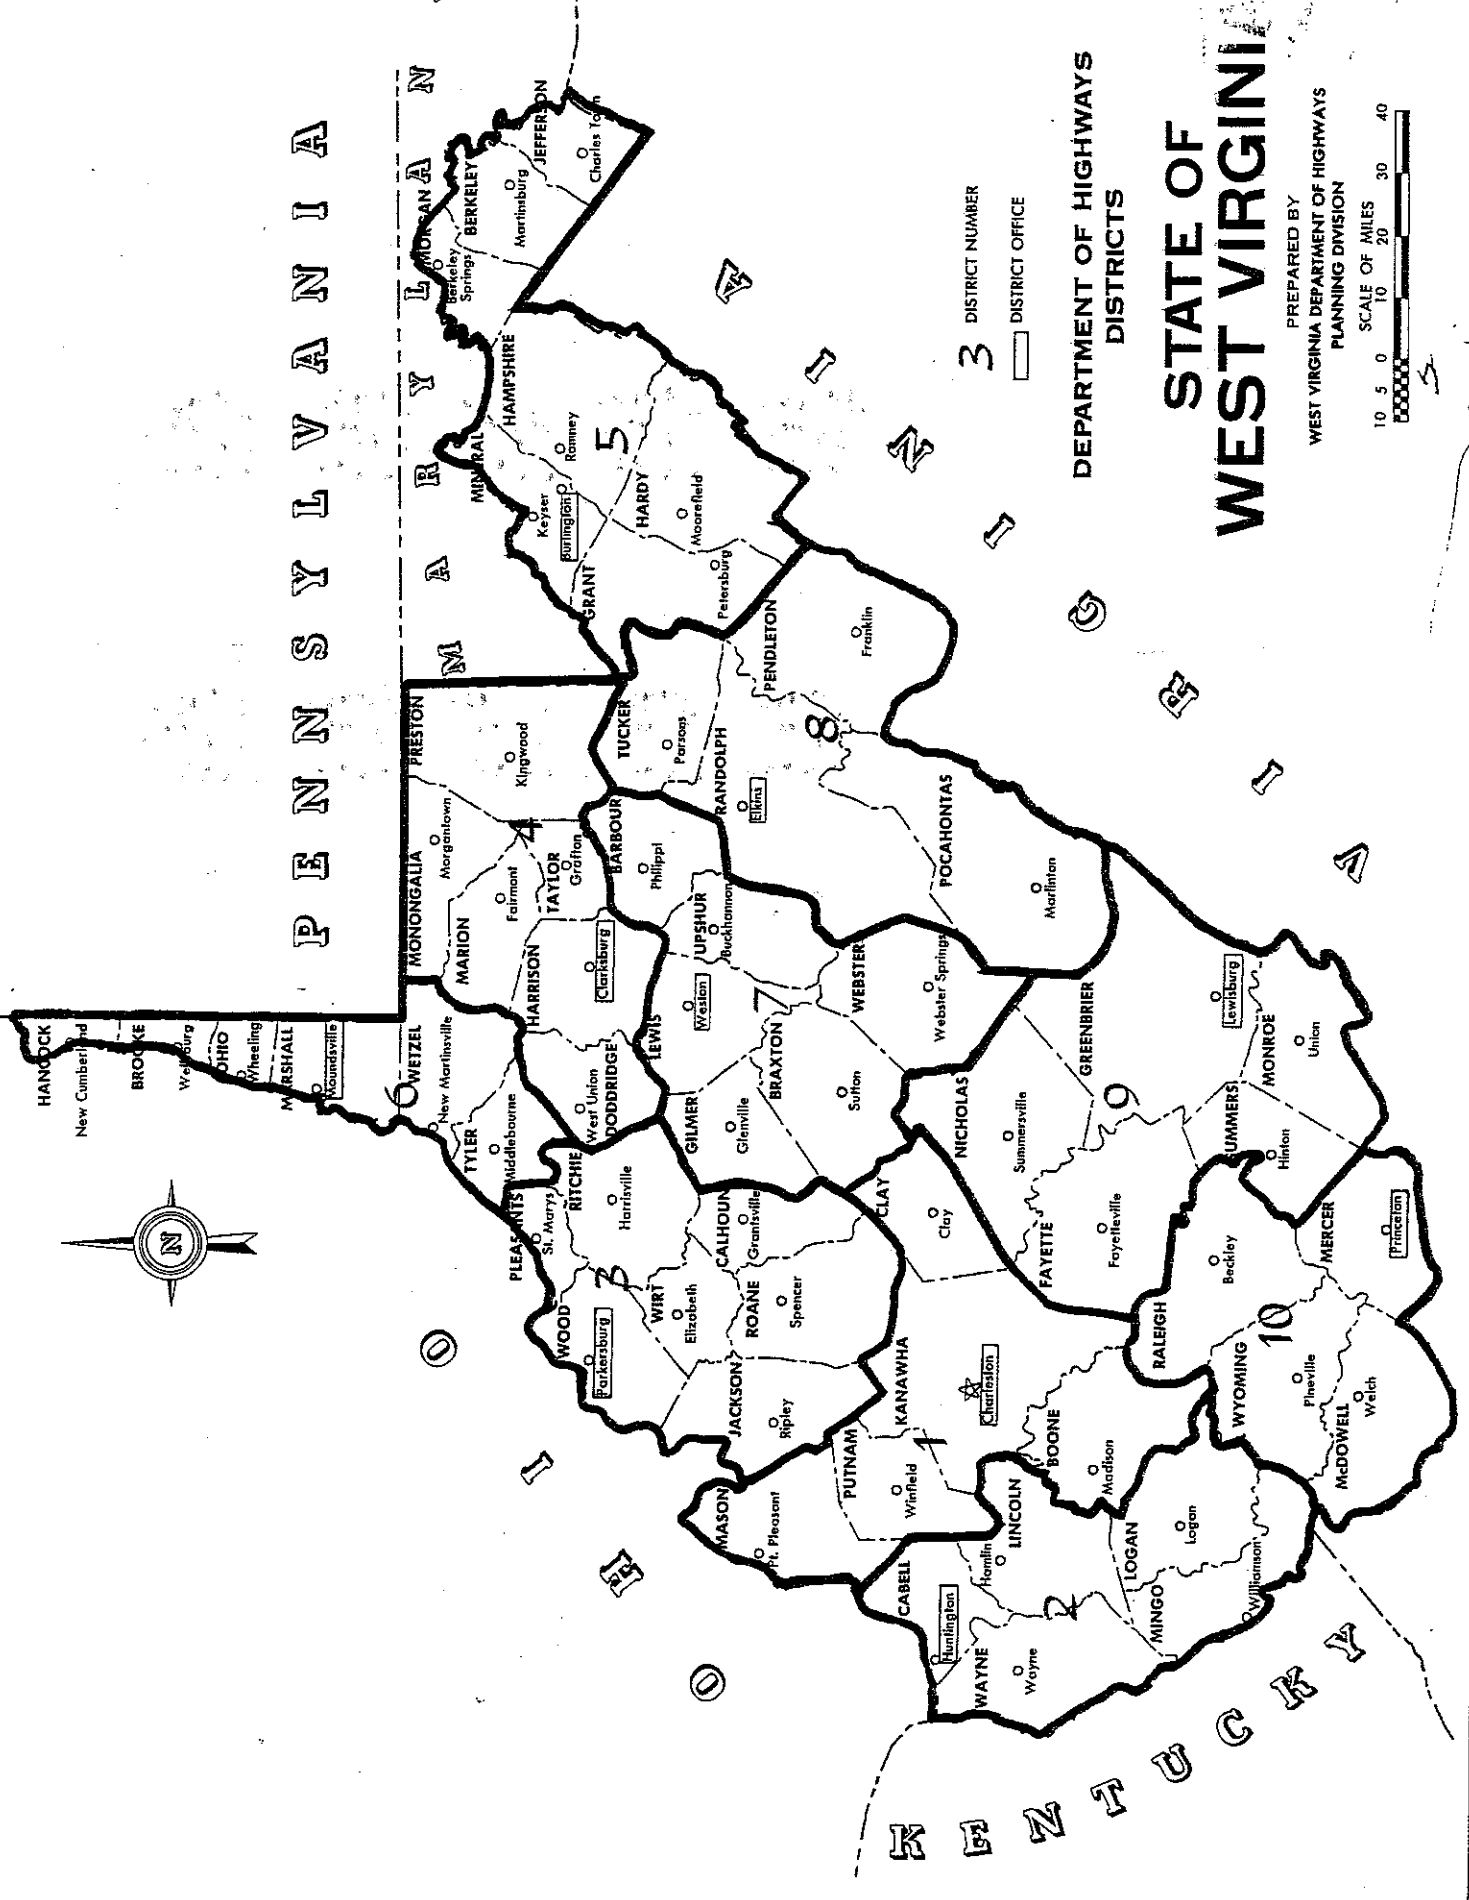 PENNSYLVANIA
MARYLAN
OHIO
KENTUCKY
VIRGINIA
N
HANCOCK
New Cumberland
BROOKE
Wellsburg
OHIO
Wheeling
MARSHALL
Moundsville
6
WETZEL
New Martinsville
TYLER
Middlebourne
PLEASANTS
St. Marys
RITCHIE
Harrisville
WOOD
Parkersburg
3
WIRT
Elizabeth
CALHOUN
Grantsville
ROANE
Spencer
JACKSON
Ripley
MONONGALIA
Morgantown
PRESTON
Kingwood
MARION
Fairmont
4
TAYLOR
Grafton
HARRISON
Clarksburg
DODDRIDGE
West Union
MORGAN
Berkeley
Springs
BERKELEY
Martinsburg
JEFFERSON
Charles Town
HAMPSHIRE
Romney
MINERAL
Keyser
Burlington
5
HARDY
Moorefield
GRANT
Petersburg
TUCKER
Parsons
PENDLETON
Franklin
8
RANDOLPH
Elkins
POCAHONTAS
Marlinton
BARBOUR
Philippi
UPSHUR
Buckhannon
LEWIS
Weston
7
GILMER
Glenville
BRAXTON
Sutton
WEBSTER
Webster Springs
MASON
Pt. Pleasant
PUTNAM
Winfield
1
KANAWHA
Charleston
CLAY
Clay
BOONE
Madison
CABELL
Huntington
WAYNE
Wayne
2
LINCOLN
Hamlin
LOGAN
Logan
MINGO
Williamson
NICHOLAS
Summersville
9
GREENBRIER
Lewisburg
FAYETTE
Fayetteville
SUMMERS
Hinton
MONROE
Union
RALEIGH
Beckley
10
MERCER
Princeton
WYOMING
Pineville
McDOWELL
Welch
3 DISTRICT NUMBER
DISTRICT OFFICE
DEPARTMENT OF HIGHWAYS
DISTRICTS
STATE OF
WEST VIRGINIA
PREPARED BY
WEST VIRGINIA DEPARTMENT OF HIGHWAYS
PLANNING DIVISION
SCALE OF MILES
10 5 0 10 20 30 40
3